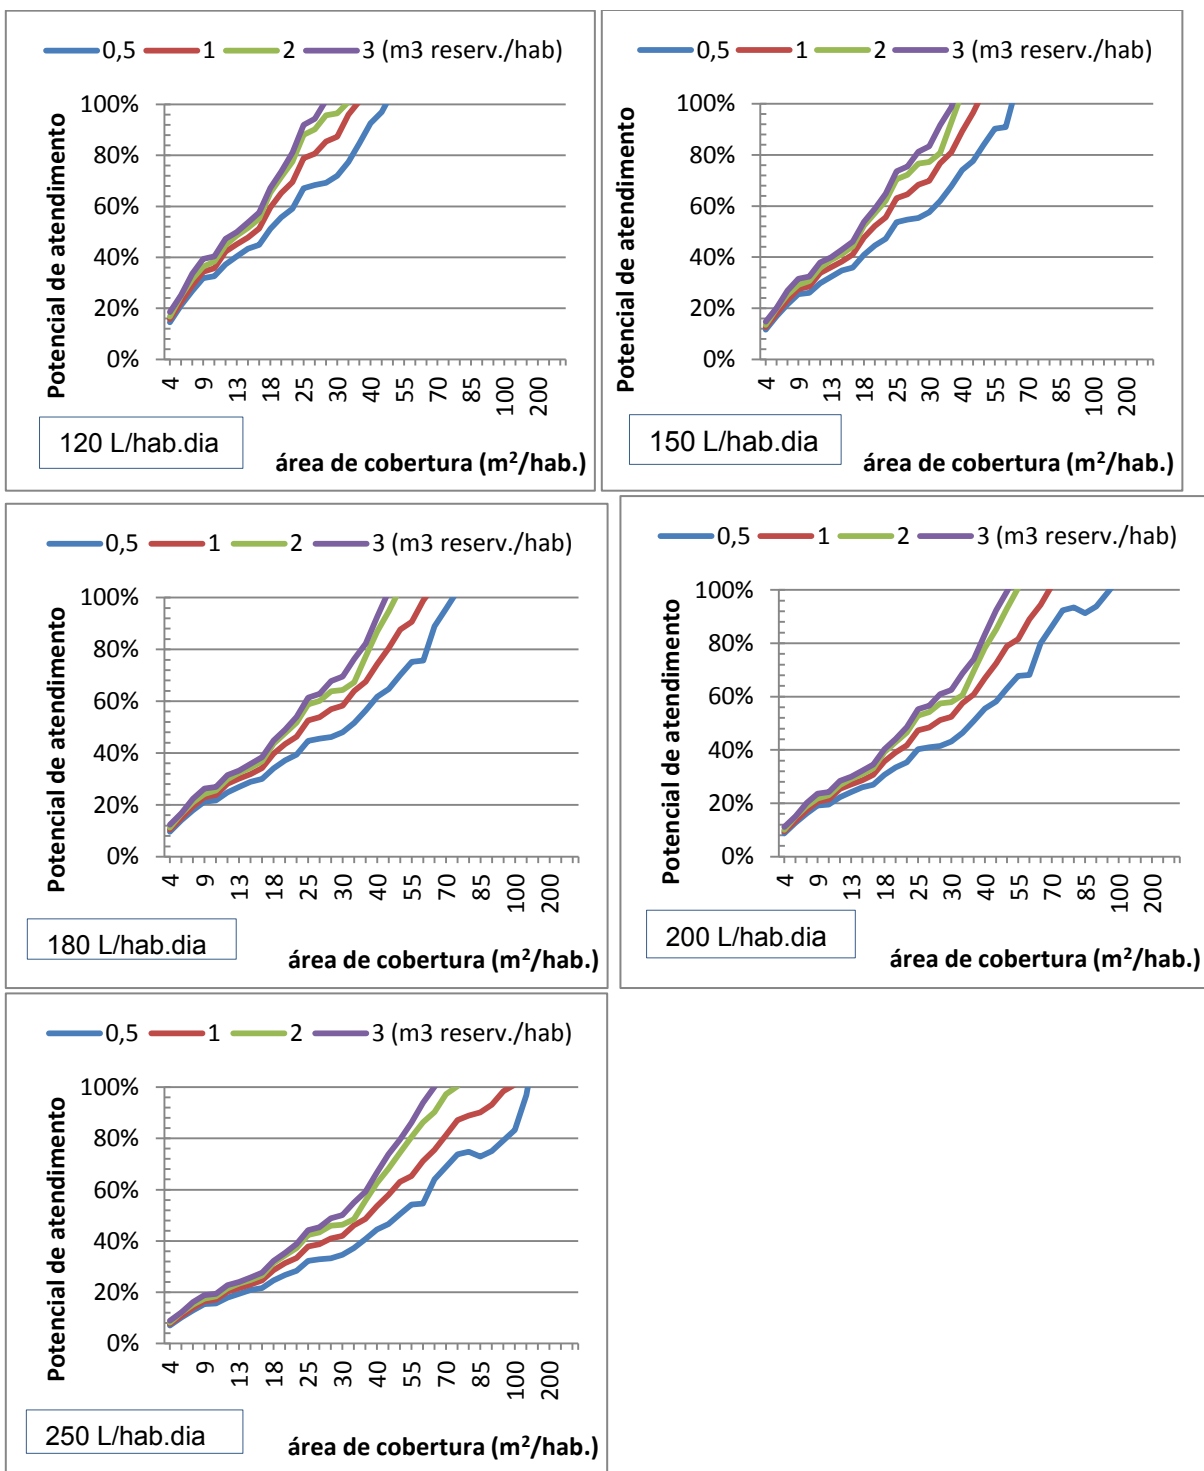 0,5 1 2 3 (m3 reserv./hab)
Potencial de atendimento
100%
80%
60%
40%
20%
0%
4 9 13 18 25 30 40 55 70 85 100 200
120 L/hab.dia
área de cobertura (m²/hab.)
0,5 1 2 3 (m3 reserv./hab)
Potencial de atendimento
100%
80%
60%
40%
20%
0%
4 9 13 18 25 30 40 55 70 85 100 200
150 L/hab.dia
área de cobertura (m²/hab.)
0,5 1 2 3 (m3 reserv./hab)
Potencial de atendimento
100%
80%
60%
40%
20%
0%
4 9 13 18 25 30 40 55 70 85 100 200
180 L/hab.dia
área de cobertura (m²/hab.)
0,5 1 2 3 (m3 reserv./hab)
Potencial de atendimento
100%
80%
60%
40%
20%
0%
4 9 13 18 25 30 40 55 70 85 100 200
200 L/hab.dia
área de cobertura (m²/hab.)
0,5 1 2 3 (m3 reserv./hab)
Potencial de atendimento
100%
80%
60%
40%
20%
0%
4 9 13 18 25 30 40 55 70 85 100 200
250 L/hab.dia
área de cobertura (m²/hab.)